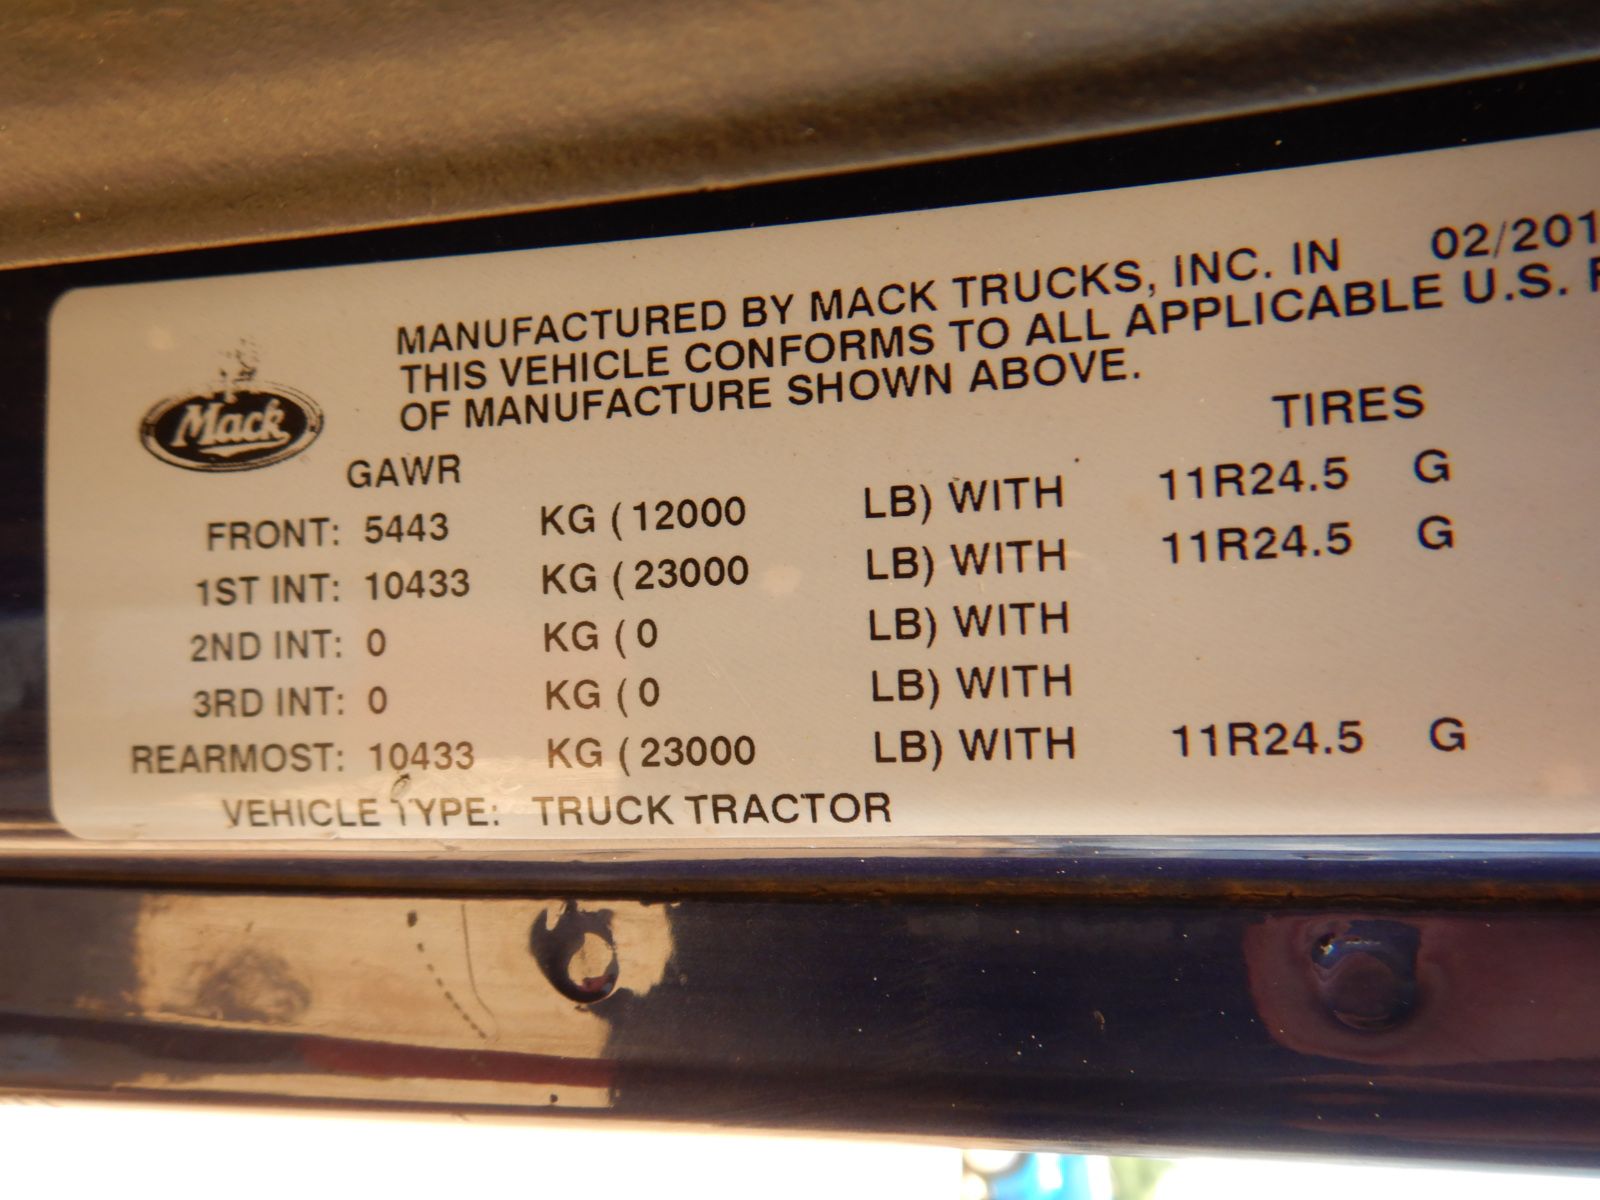 MANUFACTURED BY MACK TRUCKS, INC. IN 02/201
THIS VEHICLE CONFORMS TO ALL APPLICABLE U.S. F
OF MANUFACTURE SHOWN ABOVE.
Mack
GAWR TIRES
FRONT: 5443 KG (12000 LB) WITH 11R24.5 G
1ST INT: 10433 KG (23000 LB) WITH 11R24.5 G
2ND INT: 0 KG (0 LB) WITH
3RD INT: 0 KG (0 LB) WITH
REARMOST: 10433 KG (23000 LB) WITH 11R24.5 G
VEHICLE TYPE: TRUCK TRACTOR